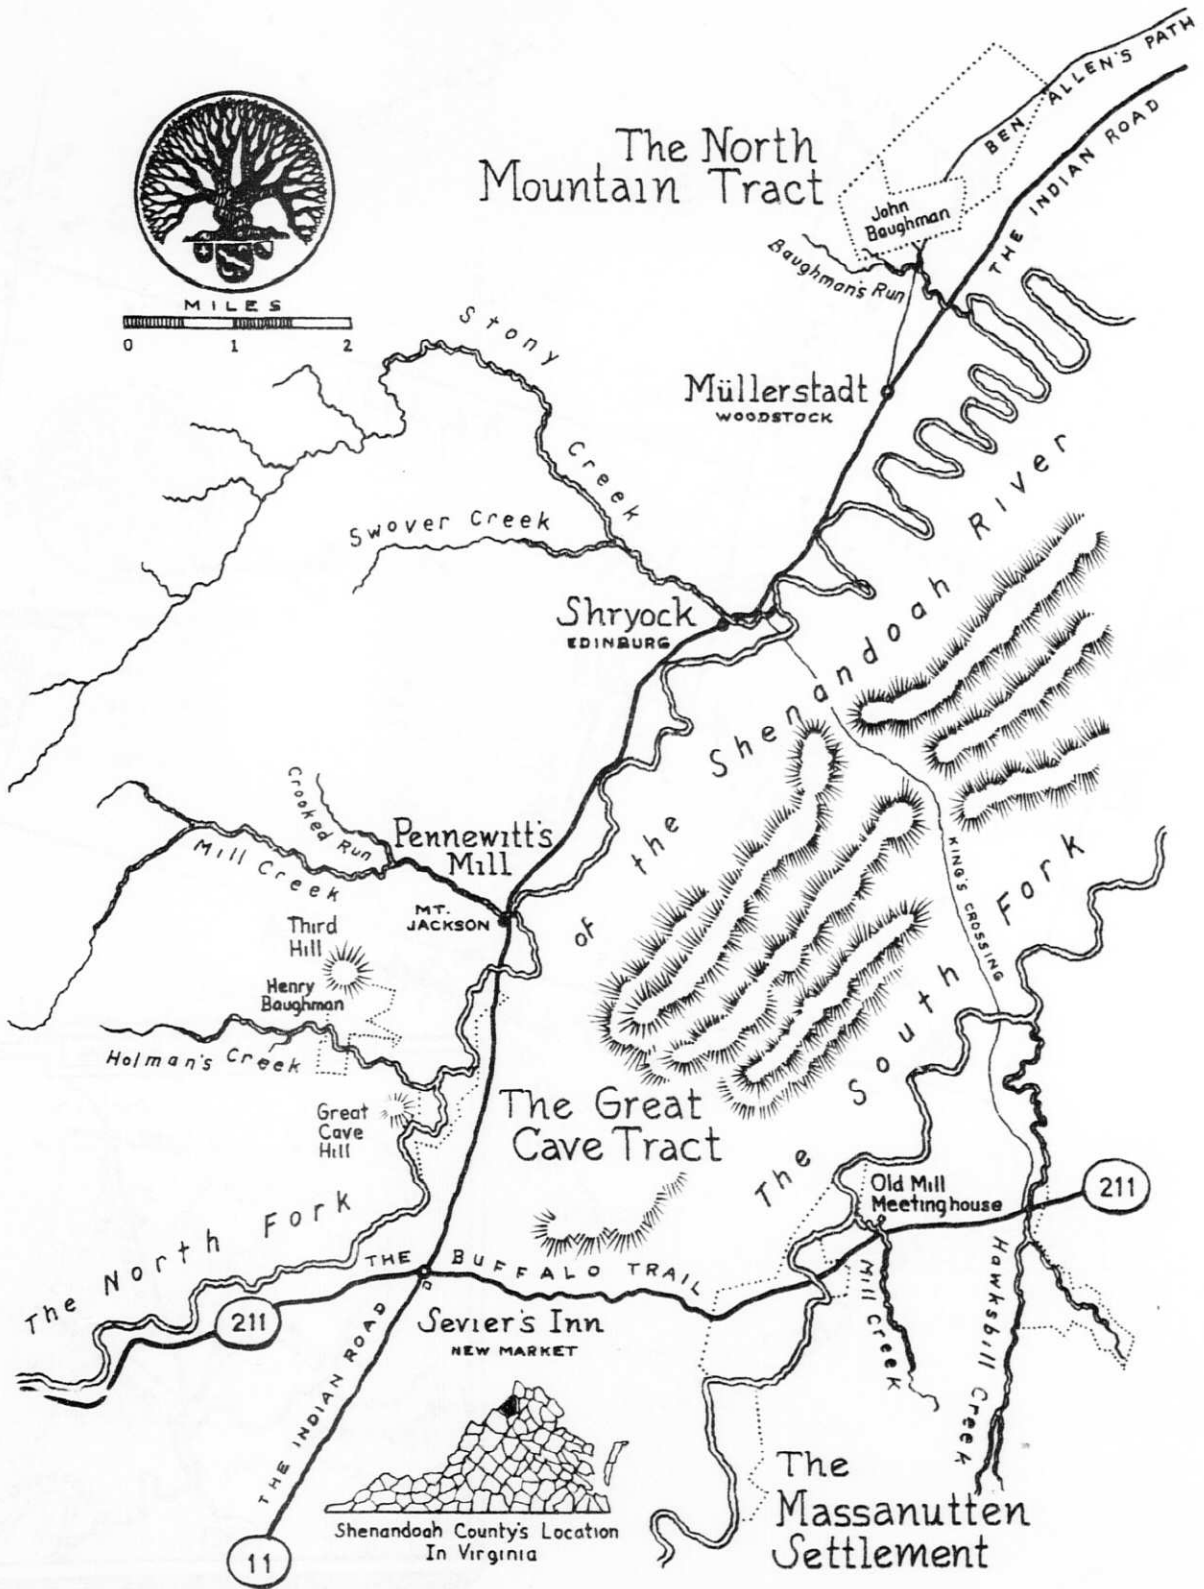 BEN ALLEN'S PATH
THE INDIAN ROAD
The North
Mountain Tract
John
Baughman
Baughman's Run
MILES
0 1 2
Stony
Creek
Müllerstadt
WOODSTOCK
Swover Creek
Shryock
EDINBURG
The North Fork of the Shenandoah River
Crooked Run
Pennewitt's
Mill
Mill Creek
MT.
JACKSON
KING'S CROSSING
Third
Hill
Henry
Baughman
Holman's Creek
The South Fork
Great
Cave
Hill
The Great
Cave Tract
Old Mill
Meetinghouse
211
THE BUFFALO TRAIL
211
Sevier's Inn
NEW MARKET
Mill Creek
Hawksbill Creek
THE INDIAN ROAD
The
Massanutten
Settlement
Shenandoah County's Location
In Virginia
11